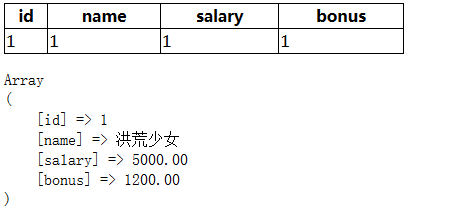 id name salary bonus
1 1 1 1
Array
(
[id] => 1
[name] => 洪荒少女
[salary] => 5000.00
[bonus] => 1200.00
)